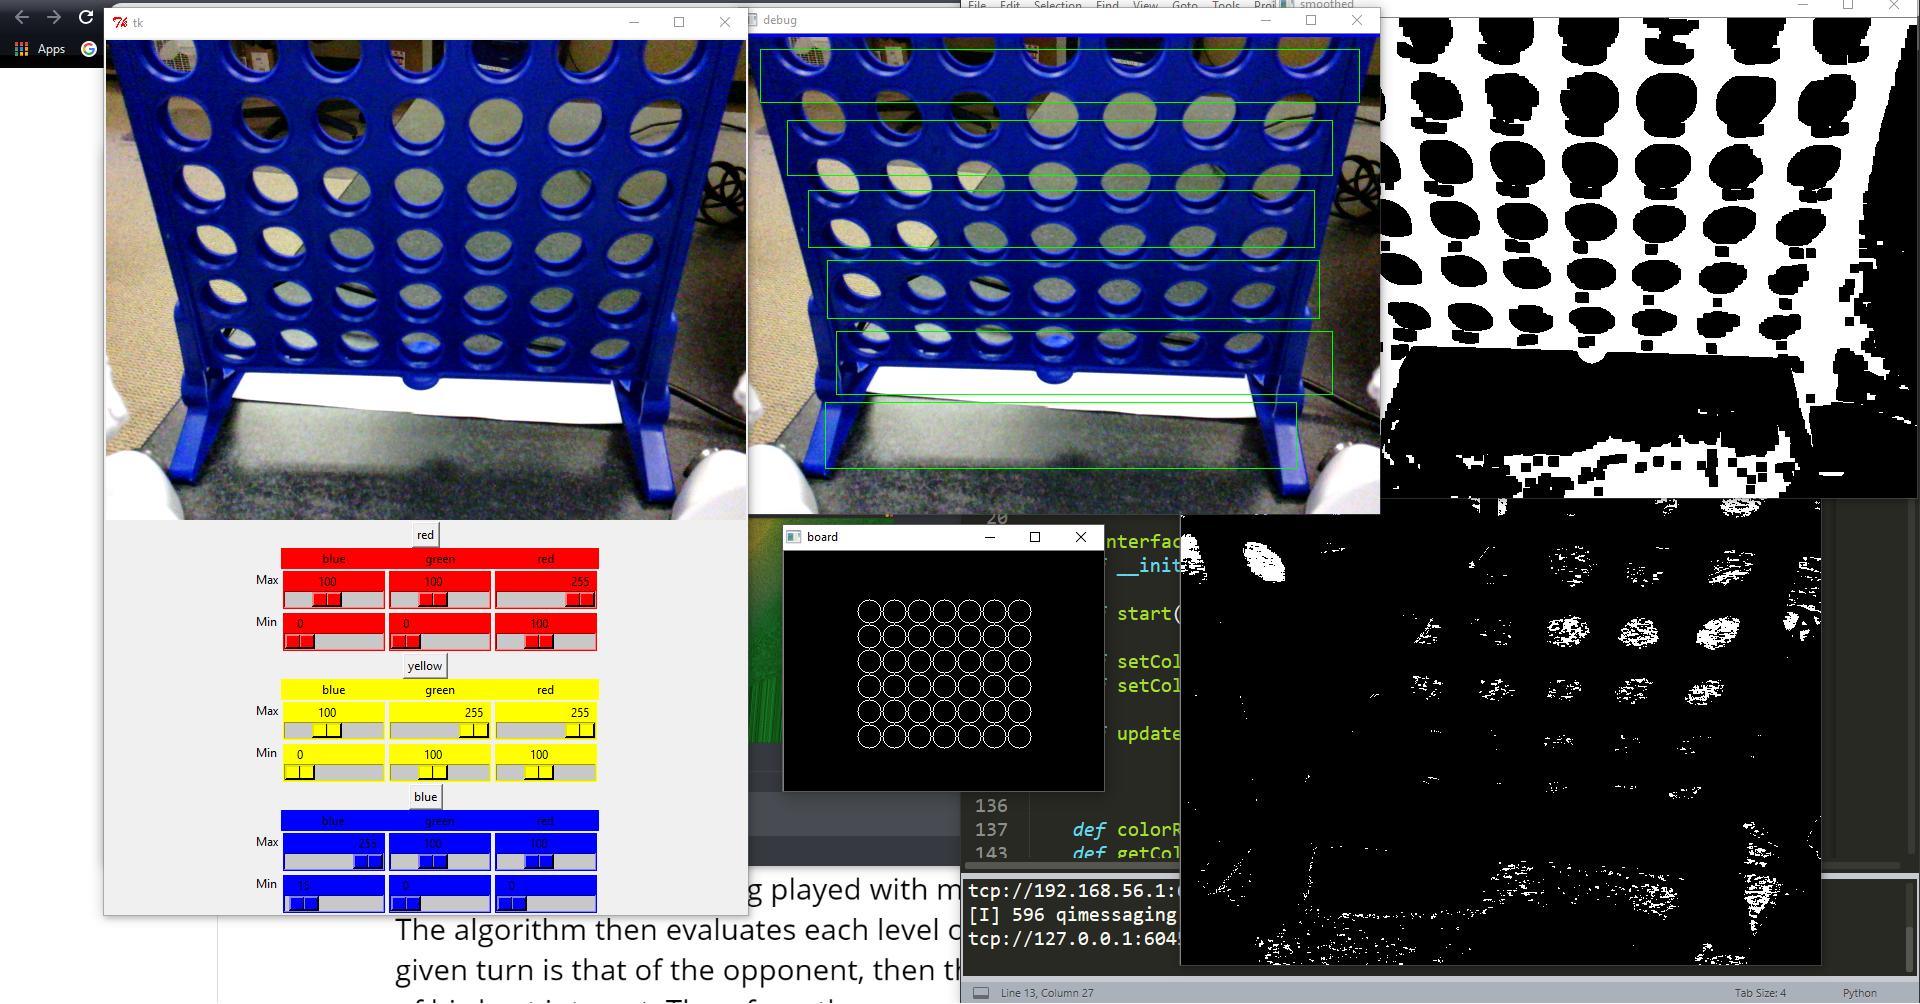 tk
Apps
debug
File Edit Selection Find View Goto Tools Proj
smoothed
red
blue green red
Max 100 100 255
Min 0 0 100
yellow
blue green red
Max 100 255 255
Min 0 100 100
blue
blue green red
Max 255 100 100
Min 15 0 0
board
20
nterfac
__init
start(
setCol
setCol
update
136
137 def colorR
143 def getCol
g played with m
The algorithm then evaluates each level o
given turn is that of the opponent, then th
tcp://192.168.56.1:
[I] 596 qimessaging
tcp://127.0.0.1:6045
Line 13, Column 27
Tab Size: 4
Python